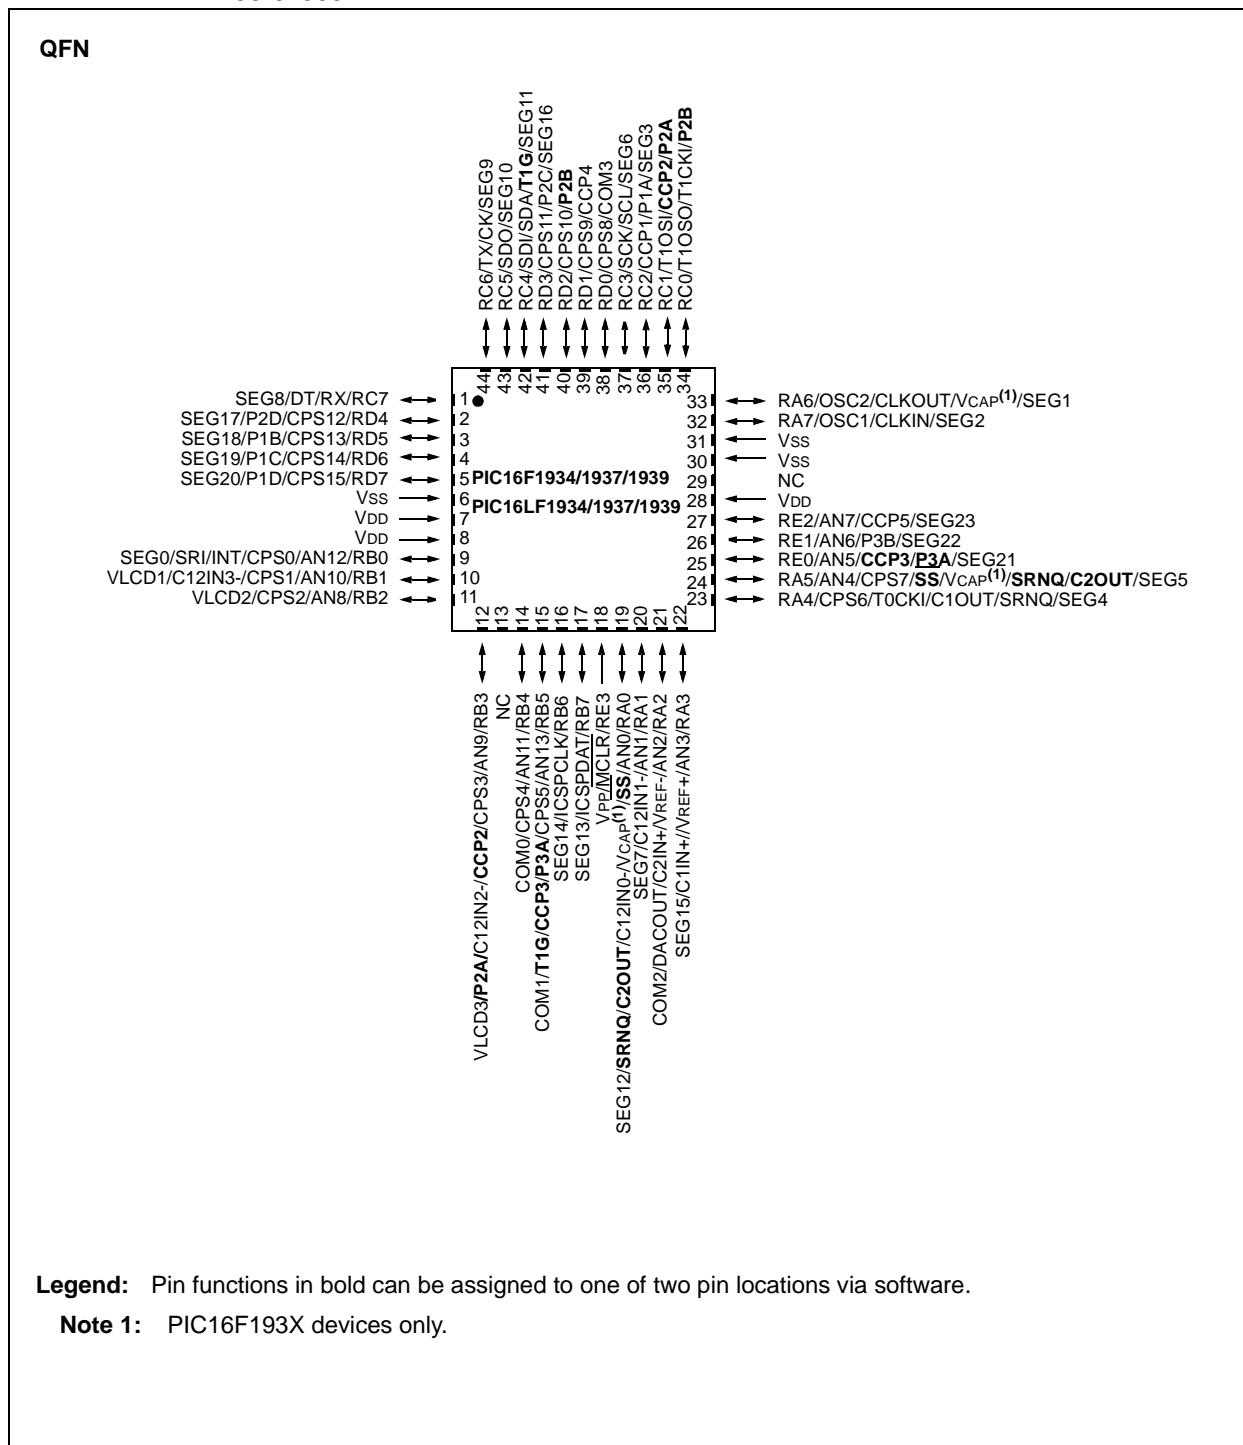 QFN
RC6/TX/CK/SEG9
RC5/SDO/SEG10
RC4/SDI/SDA/T1G/SEG11
RD3/CPS11/P2C/SEG16
RD2/CPS10/P2B
RD1/CPS9/CCP4
RD0/CPS8/COM3
RC3/SCK/SCL/SEG6
RC2/CCP1/P1A/SEG3
RC1/T1OSI/CCP2/P2A
RC0/T1OSO/T1CKI/P2B
44 43 42 41 40 39 38 37 36 35 34
SEG8/DT/RX/RC7 1
SEG17/P2D/CPS12/RD4 2
SEG18/P1B/CPS13/RD5 3
SEG19/P1C/CPS14/RD6 4
SEG20/P1D/CPS15/RD7 5
VSS 6
VDD 7
VDD 8
SEG0/SRI/INT/CPS0/AN12/RB0 9
VLCD1/C12IN3-/CPS1/AN10/RB1 10
VLCD2/CPS2/AN8/RB2 11
PIC16F1934/1937/1939
PIC16LF1934/1937/1939
33 RA6/OSC2/CLKOUT/VCAP(1)/SEG1
32 RA7/OSC1/CLKIN/SEG2
31 VSS
30 VSS
29 NC
28 VDD
27 RE2/AN7/CCP5/SEG23
26 RE1/AN6/P3B/SEG22
25 RE0/AN5/CCP3/P3A/SEG21
24 RA5/AN4/CPS7/SS/VCAP(1)/SRNQ/C2OUT/SEG5
23 RA4/CPS6/T0CKI/C1OUT/SRNQ/SEG4
12 13 14 15 16 17 18 19 20 21 22
VLCD3/P2A/C12IN2-/CCP2/CPS3/AN9/RB3
NC
COM0/CPS4/AN11/RB4
COM1/T1G/CCP3/P3A/CPS5/AN13/RB5
SEG14/ICSPCLK/RB6
SEG13/ICSPDAT/RB7
VPP/MCLR/RE3
SEG12/SRNQ/C2OUT/C12IN0-/VCAP(1)/SS/AN0/RA0
SEG7/C12IN1-/AN1/RA1
COM2/DACOUT/C2IN+/VREF-/AN2/RA2
SEG15/C1IN+//VREF+/AN3/RA3
Legend: Pin functions in bold can be assigned to one of two pin locations via software.
Note 1: PIC16F193X devices only.